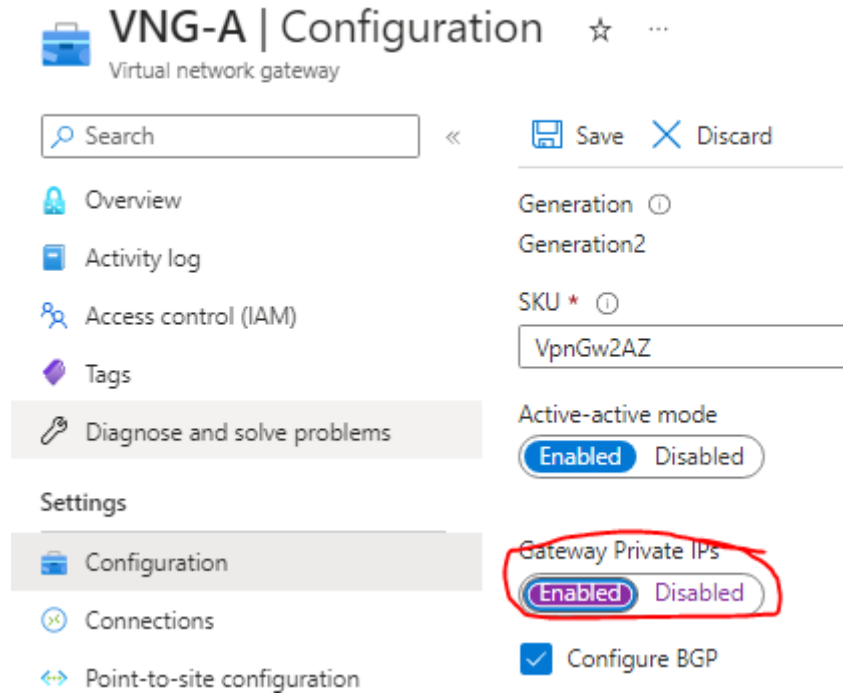 VNG-A | Configuration
Virtual network gateway
Search
Overview
Activity log
Access control (IAM)
Tags
Diagnose and solve problems
Settings
Configuration
Connections
Point-to-site configuration
Save Discard
Generation
Generation2
SKU *
VpnGw2AZ
Active-active mode
Enabled Disabled
Gateway Private IPs
Enabled Disabled
Configure BGP